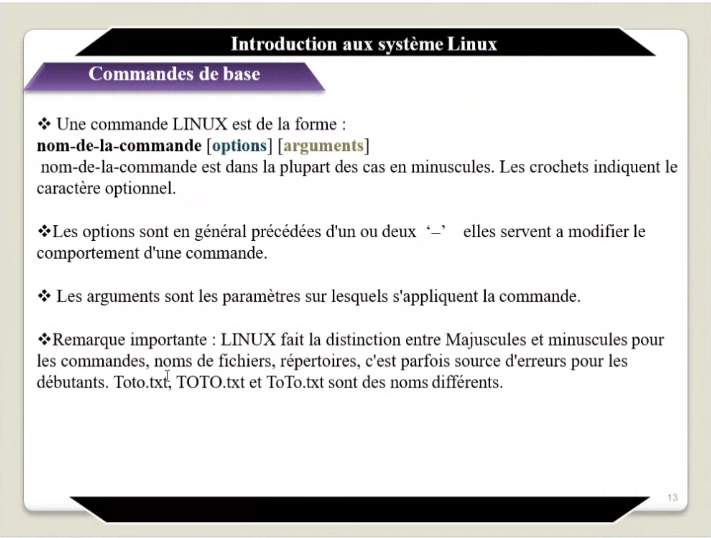 Introduction aux système Linux
Commandes de base
❖ Une commande LINUX est de la forme :
nom-de-la-commande [options] [arguments]
nom-de-la-commande est dans la plupart des cas en minuscules. Les crochets indiquent le
caractère optionnel.
❖Les options sont en général précédées d'un ou deux ‘–’ elles servent a modifier le
comportement d'une commande.
❖ Les arguments sont les paramètres sur lesquels s'appliquent la commande.
❖Remarque importante : LINUX fait la distinction entre Majuscules et minuscules pour
les commandes, noms de fichiers, répertoires, c'est parfois source d'erreurs pour les
débutants. Toto.txt, TOTO.txt et ToTo.txt sont des noms différents.
13